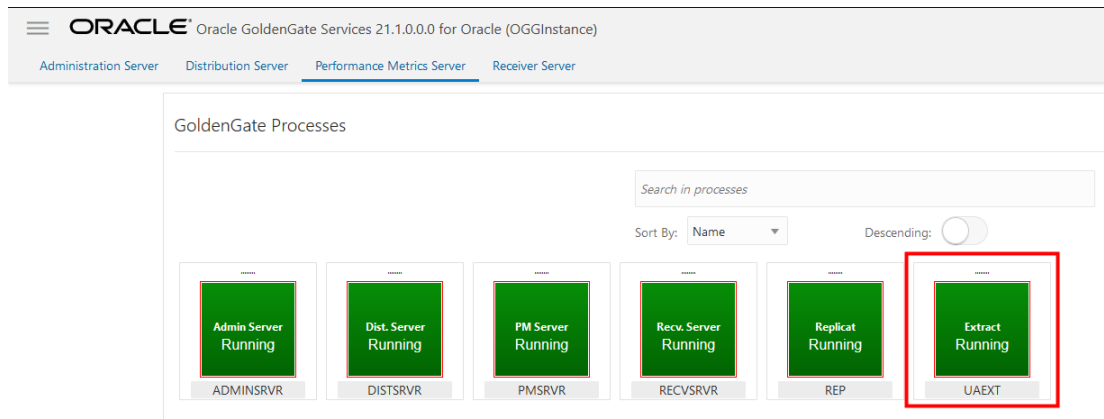 ORACLE® Oracle GoldenGate Services 21.1.0.0.0 for Oracle (OGGInstance)
Administration Server Distribution Server Performance Metrics Server Receiver Server
GoldenGate Processes
Search in processes
Sort By: Name Descending:
Admin Server Dist. Server PM Server Recv. Server Replicat Extract
Running Running Running Running Running Running
ADMINSRVR DISTSRVR PMSRVR RECVSRVR REP UAEXT